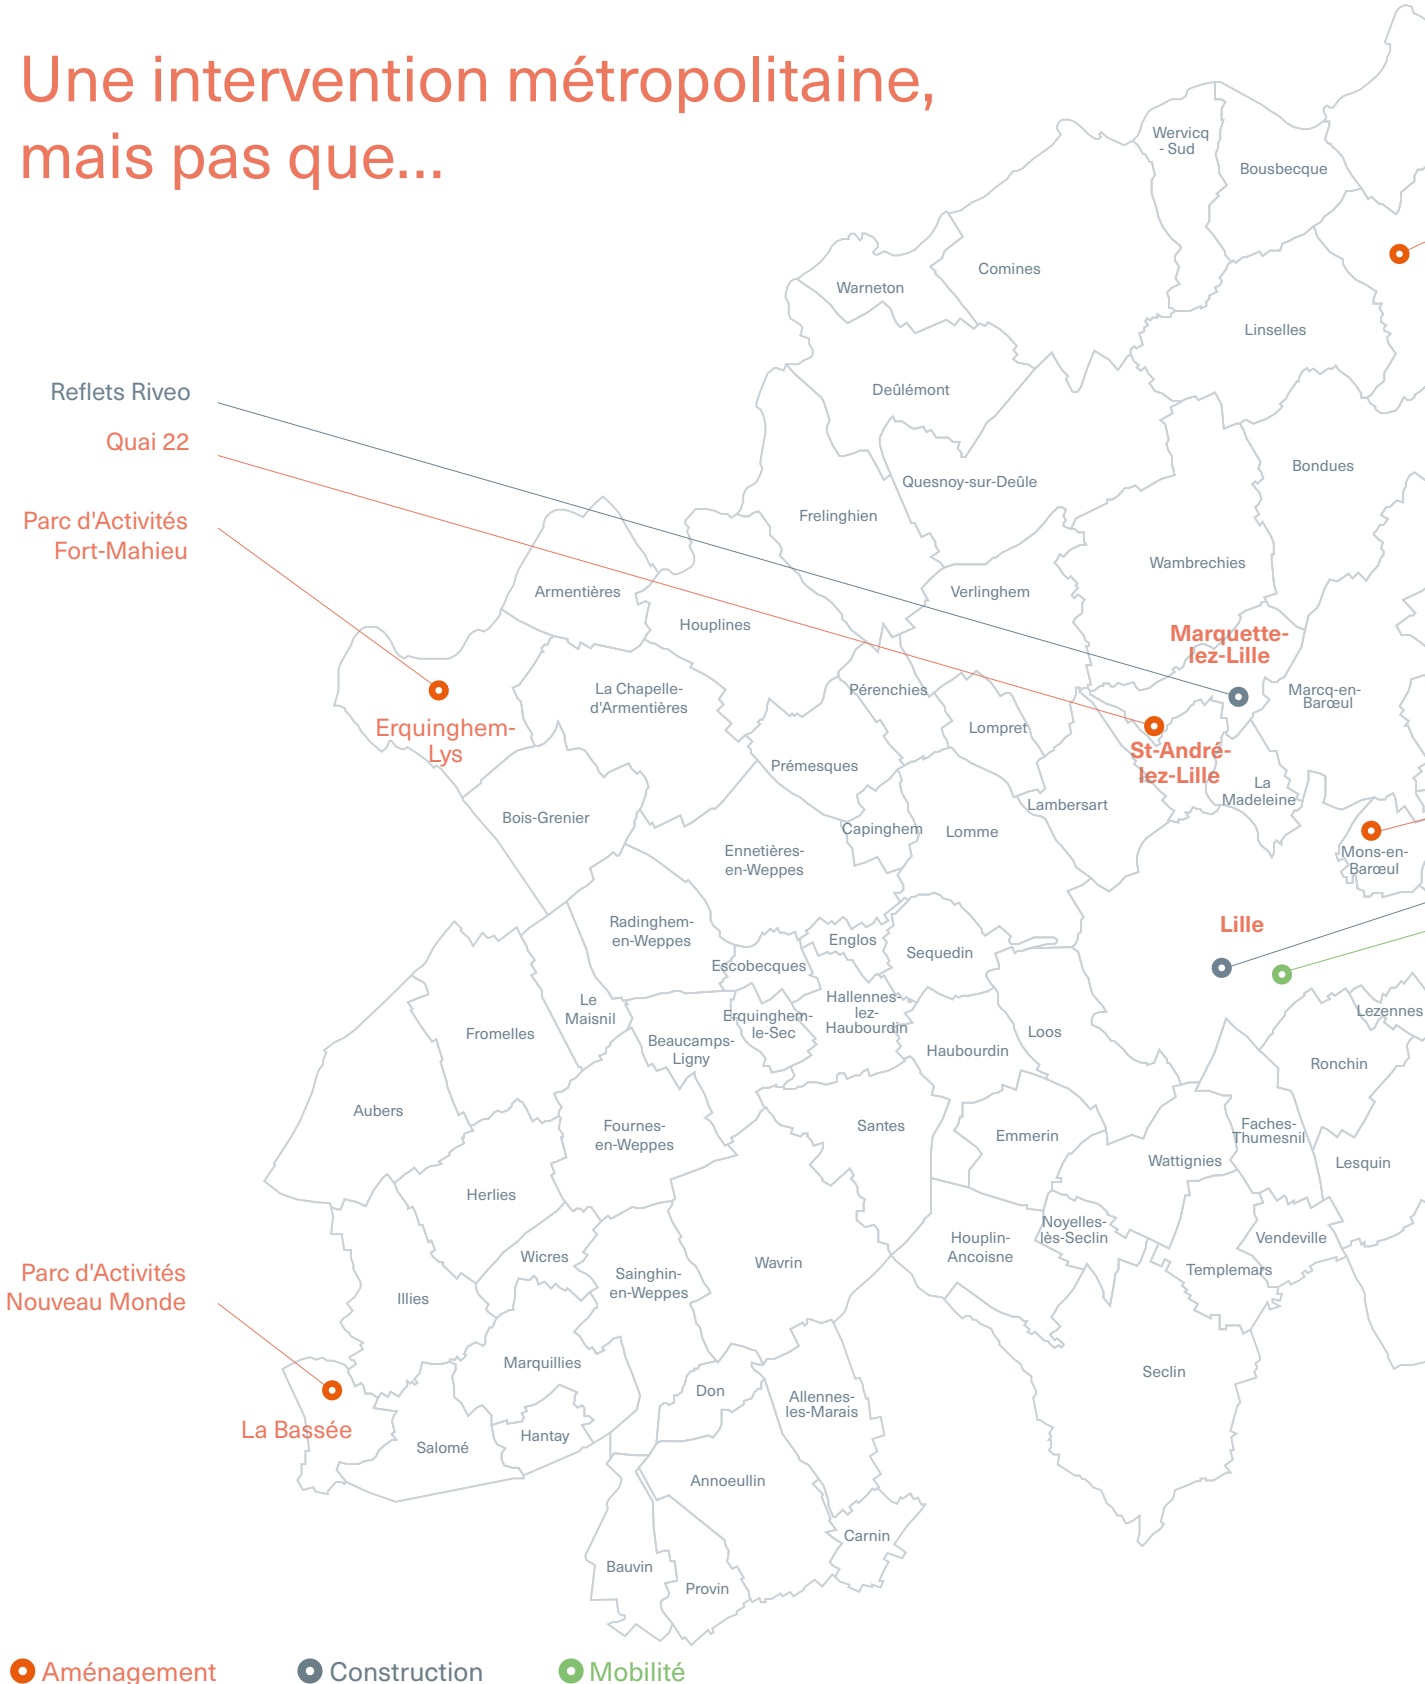 Une intervention métropolitaine,
mais pas que...
Wervicq
- Sud
Bousbecque
Comines
Warneton
Linselles
Deûlémont
Reflets Riveo
Quai 22
Bondues
Quesnoy-sur-Deûle
Frelinghien
Parc d'Activités
Fort-Mahieu
Wambrechies
Armentières
Verlinghem
Houplines
Marquette-
lez-Lille
La Chapelle-
d'Armentières
Pérenchies
Marcq-en-
Barœul
Erquinghem-
Lys
Lompret
St-André-
lez-Lille
Prémesques
La
Madeleine
Lambersart
Bois-Grenier
Capinghem
Lomme
Ennetières-
en-Weppes
Mons-en-
Barœul
Radinghem-
en-Weppes
Lille
Englos
Sequedin
Escobecques
Le
Maisnil
Hallennes-
lez-
Haubourdin
Lezennes
Erquinghem-
le-Sec
Fromelles
Beaucamps-
Ligny
Loos
Haubourdin
Ronchin
Aubers
Fournes-
en-Weppes
Santes
Emmerin
Faches-
Thumesnil
Wattignies
Lesquin
Herlies
Noyelles-
lès-Seclin
Houplin-
Ancoisne
Vendeville
Wicres
Wavrin
Templemars
Sainghin-
en-Weppes
Parc d'Activités
Nouveau Monde
Illies
Marquillies
Seclin
Don
Allennes-
les-Marais
La Bassée
Hantay
Salomé
Annoeullin
Carnin
Bauvin
Provin
Aménagement
Construction
Mobilité